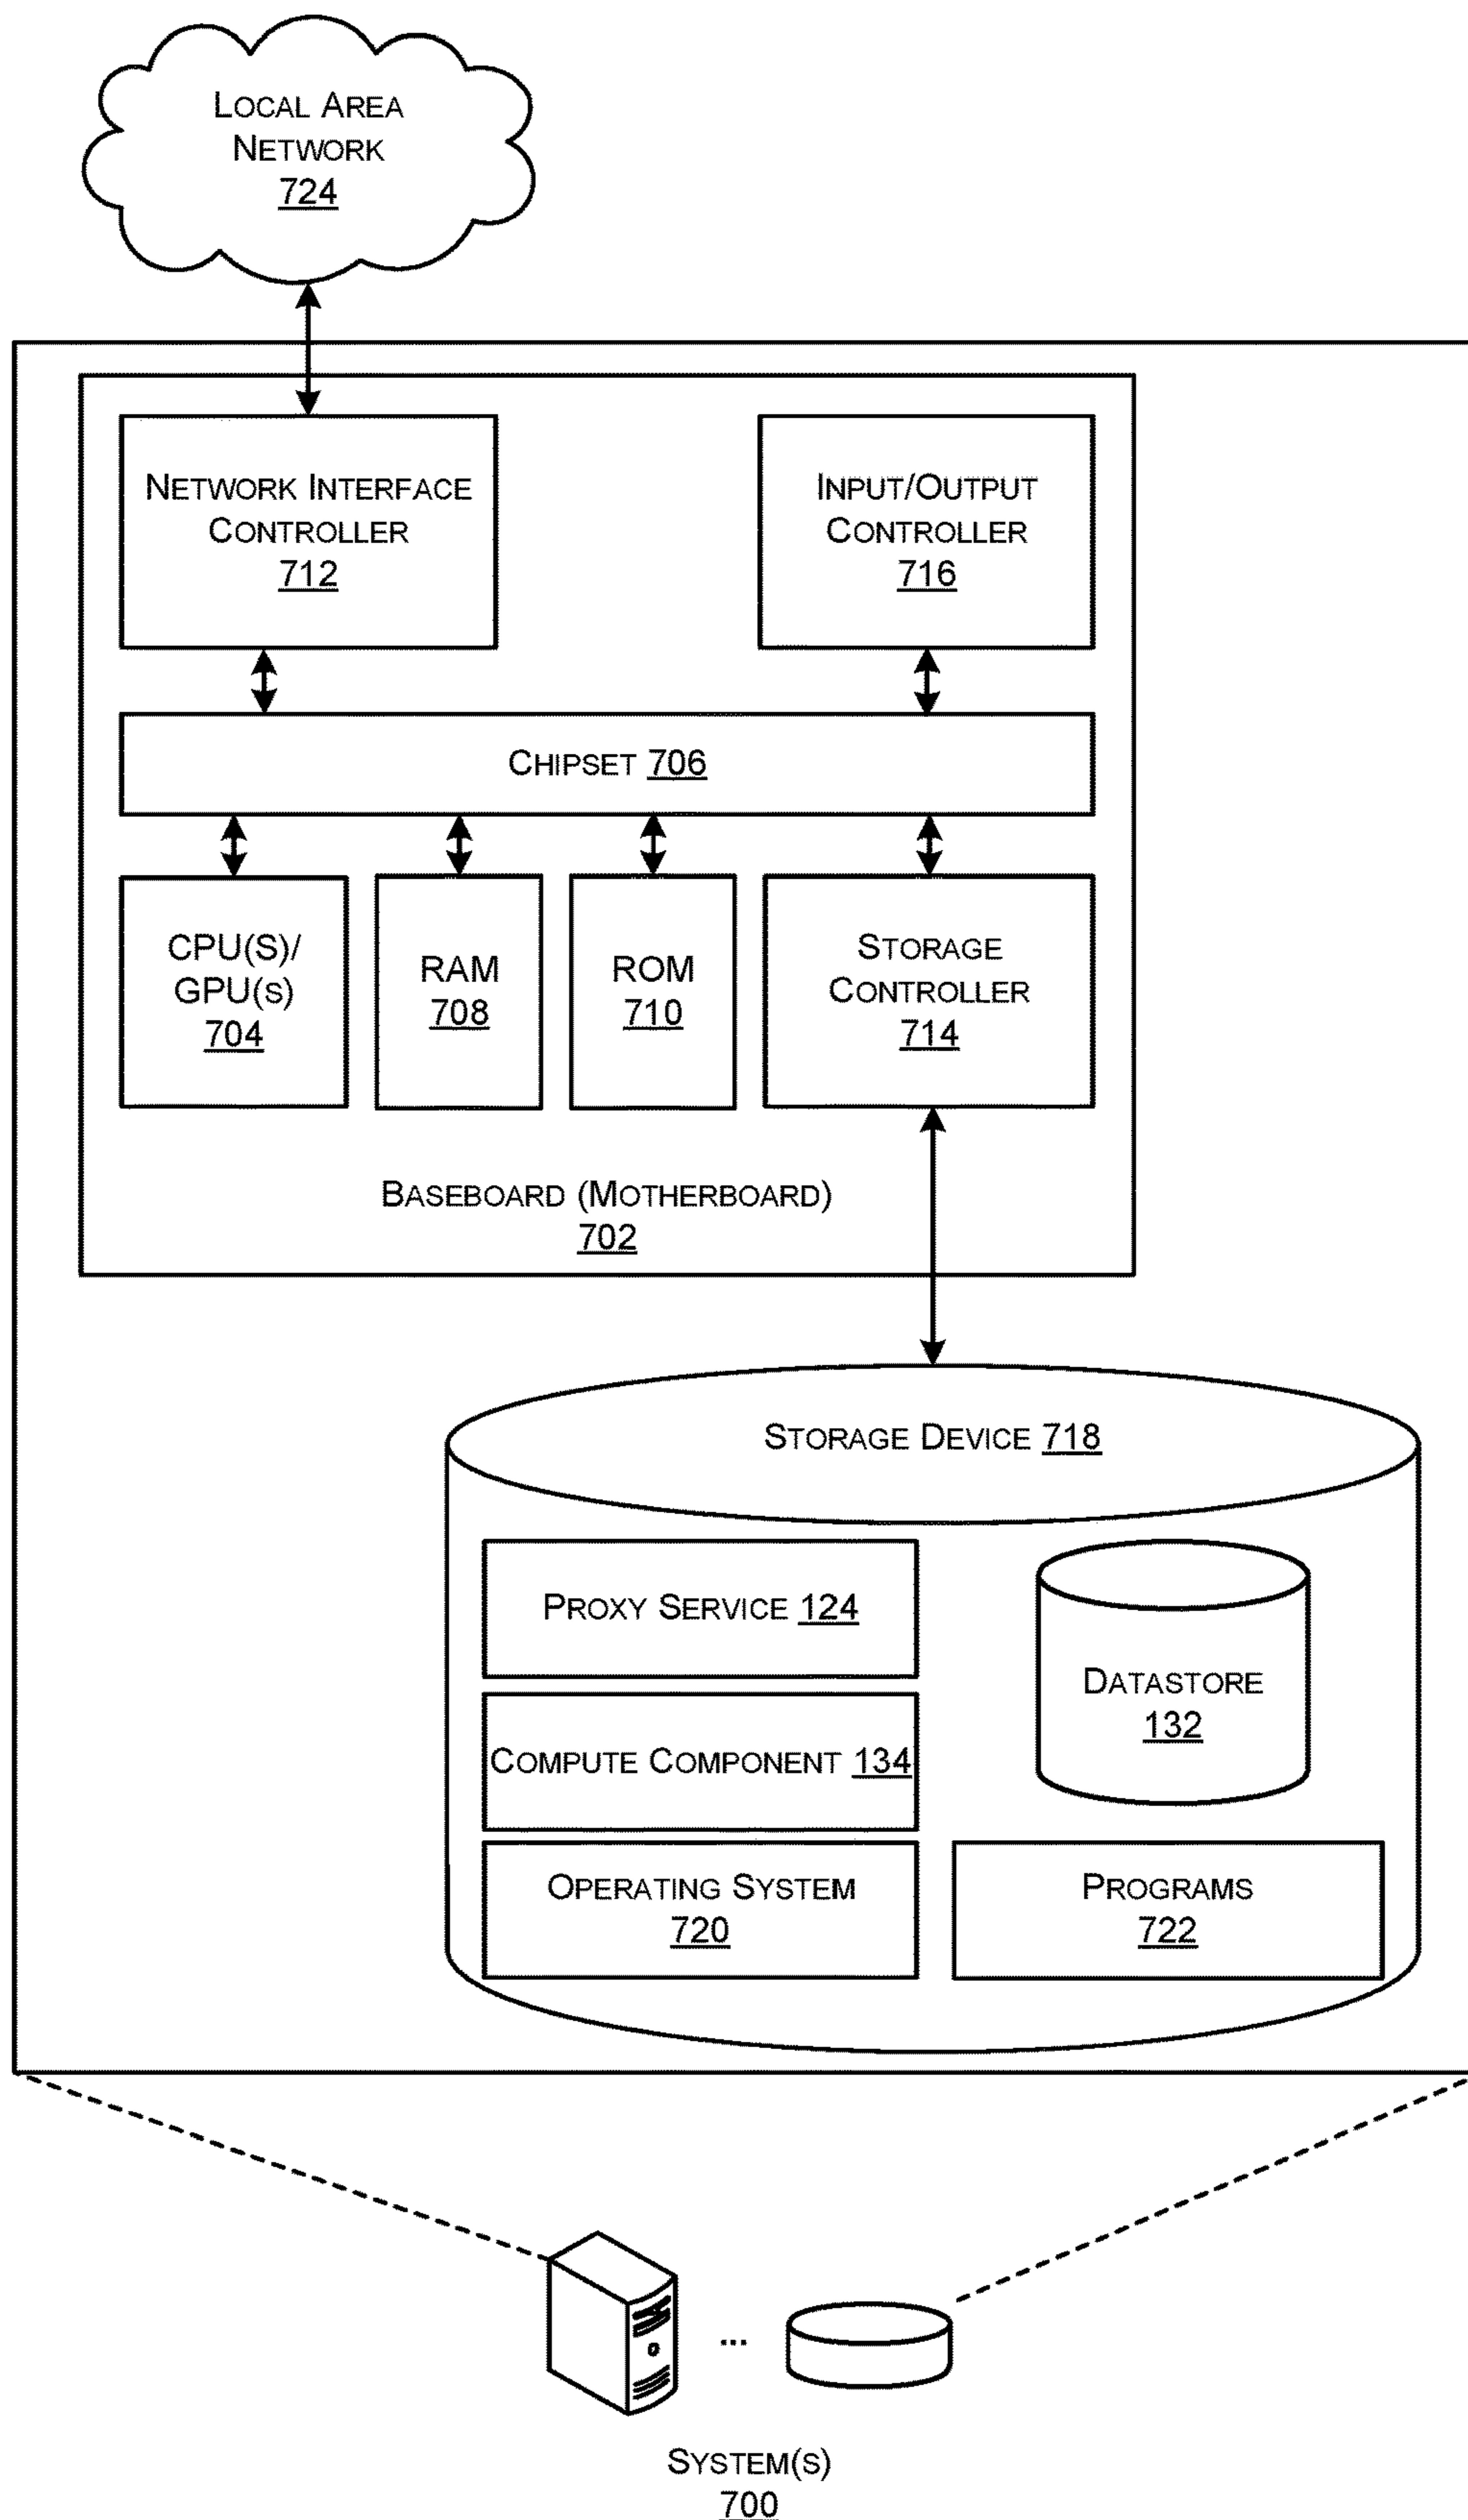 LOCAL AREA
NETWORK
724
NETWORK INTERFACE
CONTROLLER
712
INPUT/OUTPUT
CONTROLLER
716
CHIPSET 706
CPU(S)/
GPU(S)
704
RAM
708
ROM
710
STORAGE
CONTROLLER
714
BASEBOARD (MOTHERBOARD)
702
STORAGE DEVICE 718
PROXY SERVICE 124
DATASTORE
132
COMPUTE COMPONENT 134
OPERATING SYSTEM
720
PROGRAMS
722
...
SYSTEM(S)
700